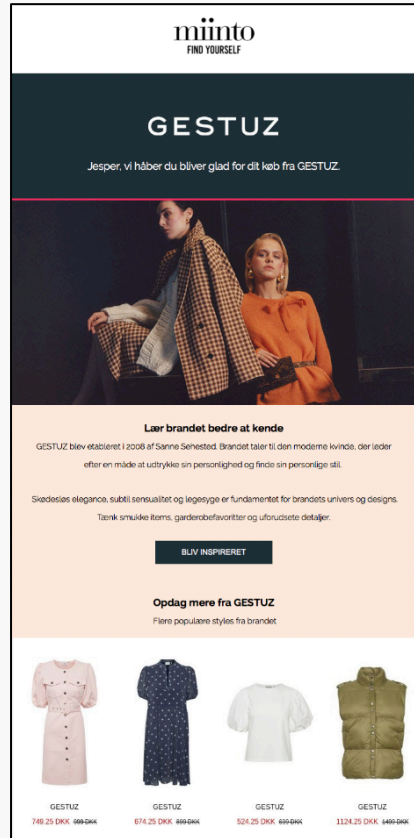 miinto
FIND YOURSELF
GESTUZ
Jesper, vi håber du bliver glad for dit køb fra GESTUZ.
Lær brandet bedre at kende
GESTUZ blev etableret i 2008 af Sanne Sehested. Brandet taler til den moderne kvinde, der leder
efter en måde at udtrykke sin personlighed og finde sin personlige stil.
Skødesløs elegance, subtil sensualitet og legesyge er fundamentet for brandets univers og designs.
Tænk smukke items, garderobefavoritter og uforudsete detaljer.
BLIV INSPIRERET
Opdag mere fra GESTUZ
Flere populære styles fra brandet
GESTUZ GESTUZ GESTUZ GESTUZ
749.25 DKK 999 DKK 674.25 DKK 899 DKK 524.25 DKK 699 DKK 1124.25 DKK 1499 DKK